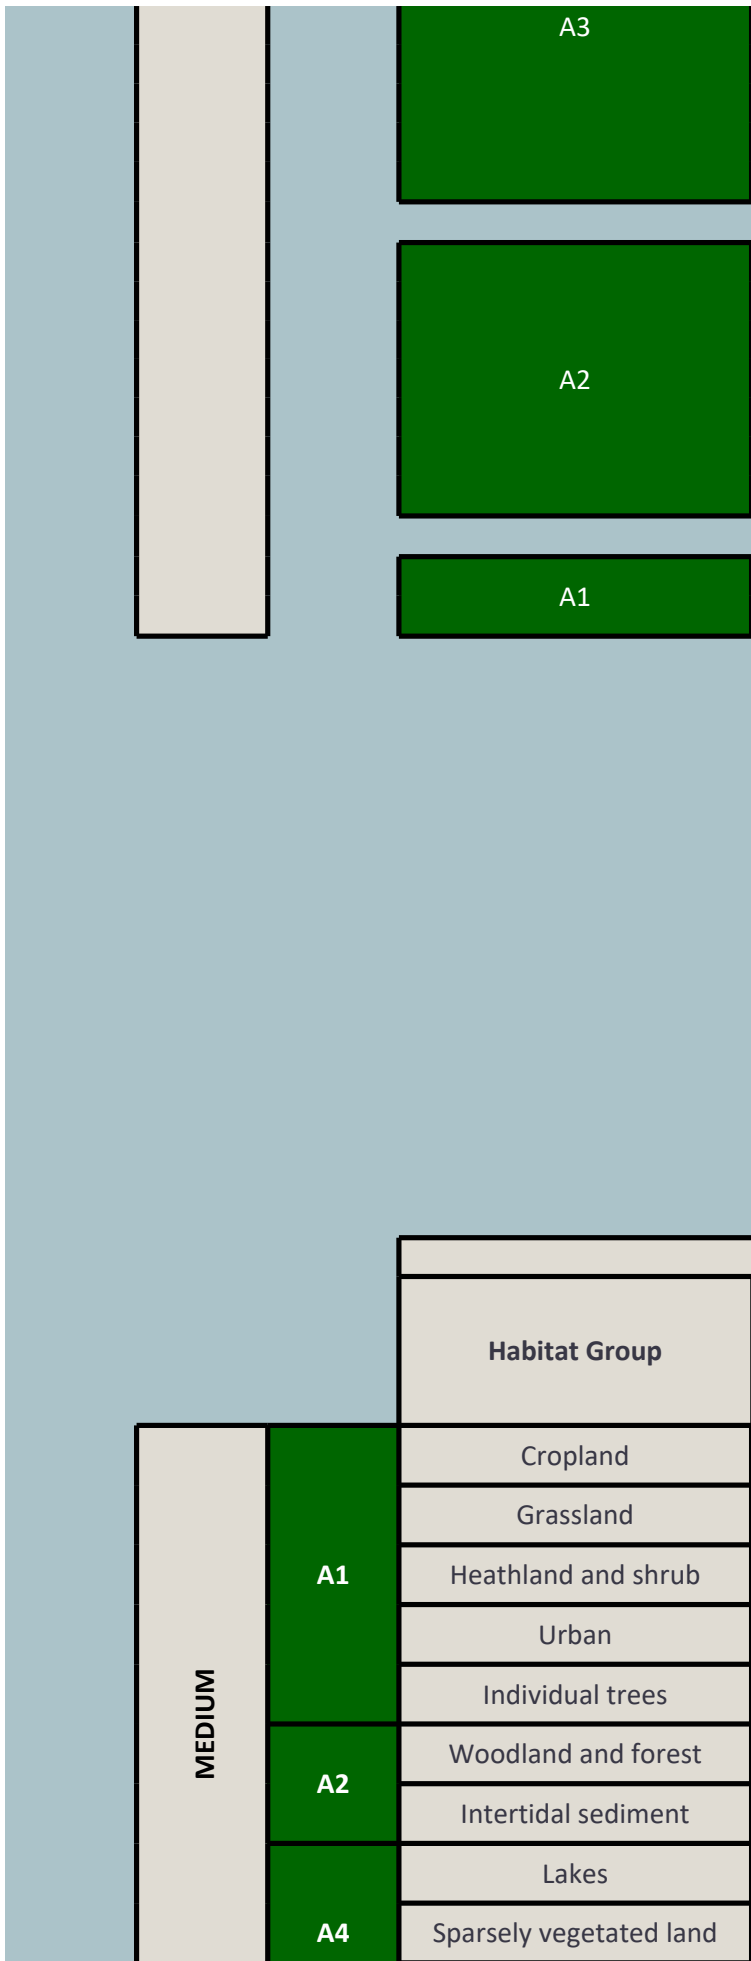 A3
A2
A1
Habitat Group
Cropland
Grassland
A1
Heathland and shrub
Urban
Individual trees
MEDIUM
Woodland and forest
A2
Intertidal sediment
Lakes
A4
Sparsely vegetated land